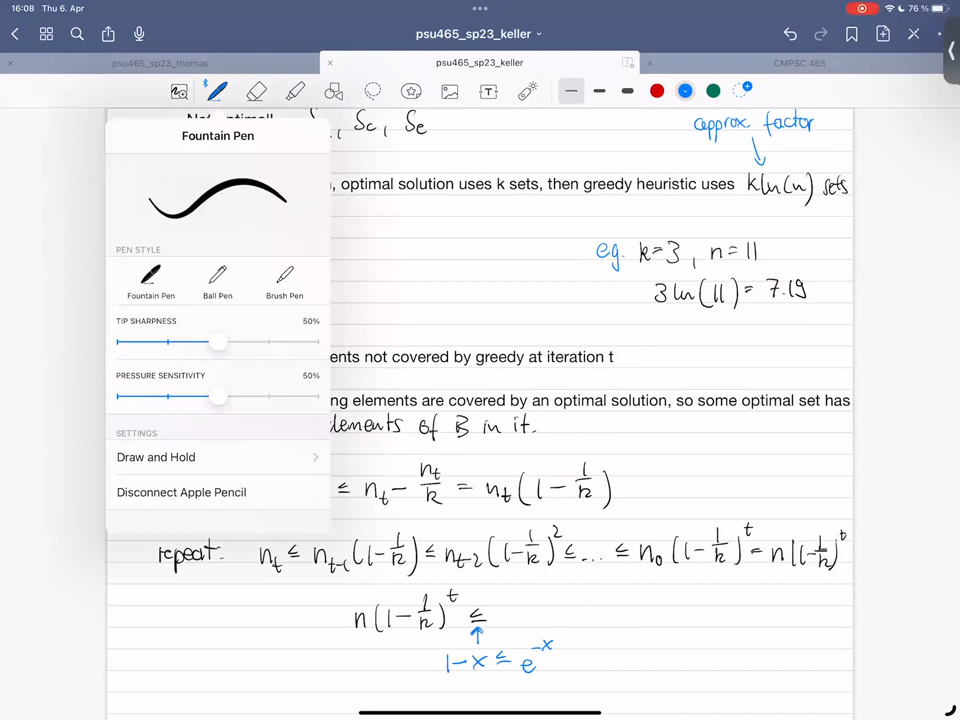 16:08 Thu 6. Apr
76 %
psu465_sp23_keller
psu465_sp23_thomas
psu465_sp23_keller
CMPSC 465
Sc, Se
approx. factor
Fountain Pen
, optimal solution uses k sets, then greedy heuristic uses k ln(n) sets
PEN STYLE
eg. k=3, n=11
Fountain Pen Ball Pen Brush Pen
3 ln(11) = 7.19
TIP SHARPNESS 50%
ents not covered by greedy at iteration t
PRESSURE SENSITIVITY 50%
ng elements are covered by an optimal solution, so some optimal set has
elements of B in it.
SETTINGS
Draw and Hold
≤ n_t - n_t/k = n_t (1 - 1/k)
Disconnect Apple Pencil
repeat: n_t ≤ n_{t-1} (1-1/k) ≤ n_{t-2} (1-1/k)^2 ≤ ... ≤ n_0 (1-1/k)^t = n(1-1/k)^t
n(1-1/k)^t ≤
1-x ≤ e^{-x}